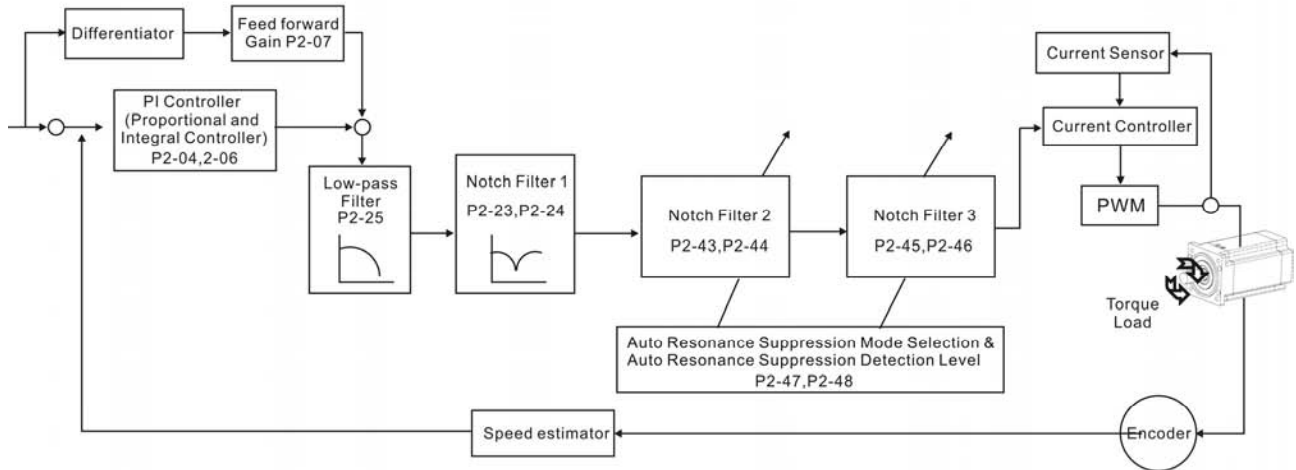 Differentiator
Feed forward
Gain P2-07
PI Controller
(Proportional and
Integral Controller)
P2-04,2-06
Low-pass
Filter
P2-25
Notch Filter 1
P2-23,P2-24
Notch Filter 2
P2-43,P2-44
Notch Filter 3
P2-45,P2-46
Current Sensor
Current Controller
PWM
Torque
Load
Auto Resonance Suppression Mode Selection &
Auto Resonance Suppression Detection Level
P2-47,P2-48
Speed estimator
Encoder